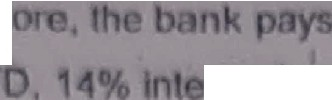 ore, the bank pays
D, 14% inte